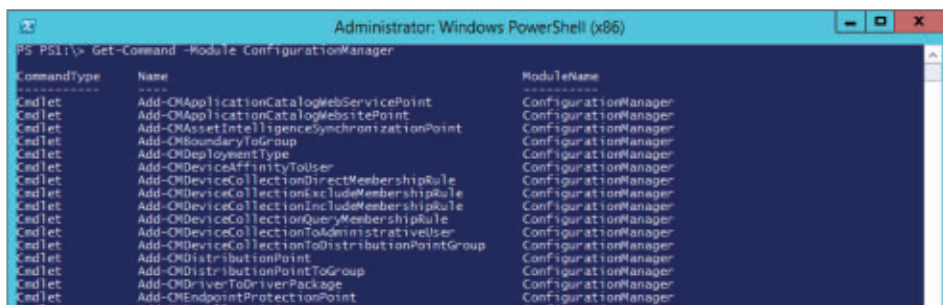 Administrator: Windows PowerShell (x86)
PS PS1:\> Get-Command -Module ConfigurationManager
CommandType Name ModuleName
----------- ---- ----------
Cmdlet Add-CMApplicationCatalogWebServicePoint ConfigurationManager
Cmdlet Add-CMApplicationCatalogWebsitePoint ConfigurationManager
Cmdlet Add-CMAssetIntelligenceSynchronizationPoint ConfigurationManager
Cmdlet Add-CMBoundaryToGroup ConfigurationManager
Cmdlet Add-CMDeploymentType ConfigurationManager
Cmdlet Add-CMDeviceAffinityToUser ConfigurationManager
Cmdlet Add-CMDeviceCollectionDirectMembershipRule ConfigurationManager
Cmdlet Add-CMDeviceCollectionExcludeMembershipRule ConfigurationManager
Cmdlet Add-CMDeviceCollectionIncludeMembershipRule ConfigurationManager
Cmdlet Add-CMDeviceCollectionQueryMembershipRule ConfigurationManager
Cmdlet Add-CMDeviceCollectionToAdministrativeUser ConfigurationManager
Cmdlet Add-CMDeviceCollectionToDistributionPointGroup ConfigurationManager
Cmdlet Add-CMDistributionPoint ConfigurationManager
Cmdlet Add-CMDistributionPointToGroup ConfigurationManager
Cmdlet Add-CMDriverToDriverPackage ConfigurationManager
Cmdlet Add-CMEndpointProtectionPoint ConfigurationManager